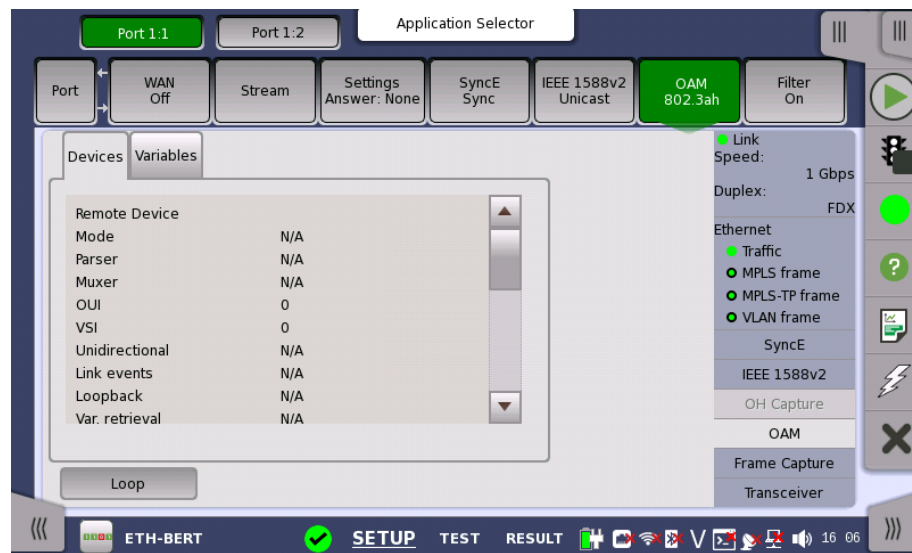 Application Selector
Port 1:1
Port 1:2
Port
WAN
Off
Stream
Settings
Answer: None
SyncE
Sync
IEEE 1588v2
Unicast
OAM
802.3ah
Filter
On
Devices
Variables
Remote Device
Mode N/A
Parser N/A
Muxer N/A
OUI 0
VSI 0
Unidirectional N/A
Link events N/A
Loopback N/A
Var. retrieval N/A
Loop
Link
Speed:
1 Gbps
Duplex:
FDX
Ethernet
Traffic
MPLS frame
MPLS-TP frame
VLAN frame
SyncE
IEEE 1588v2
OH Capture
OAM
Frame Capture
Transceiver
ETH-BERT
SETUP
TEST
RESULT
16 06